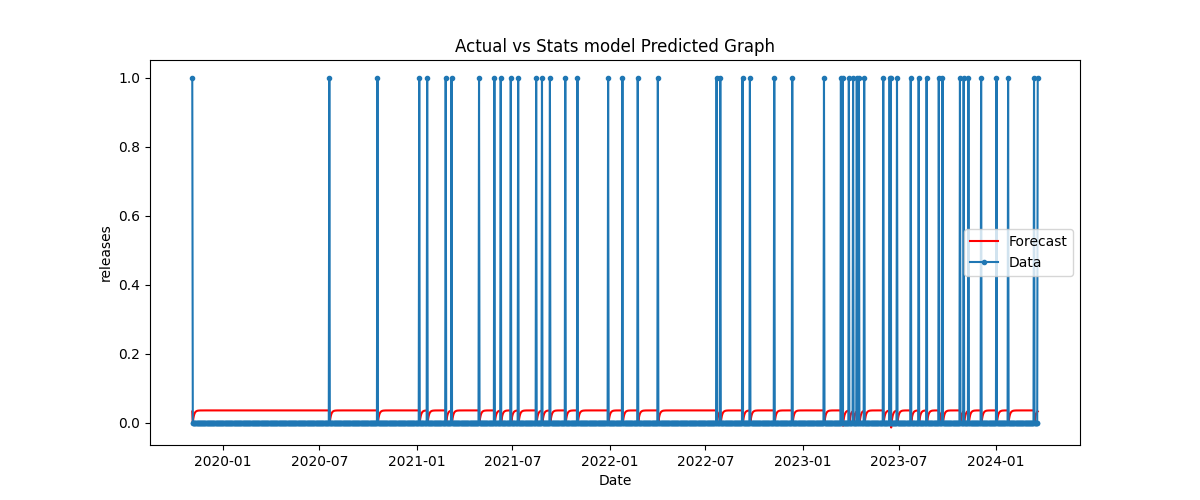 Actual vs Stats model Predicted Graph
1.0
0.8
0.6
0.4
0.2
0.0
releases
Forecast
Data
2020-01 2020-07 2021-01 2021-07 2022-01 2022-07 2023-01 2023-07 2024-01
Date